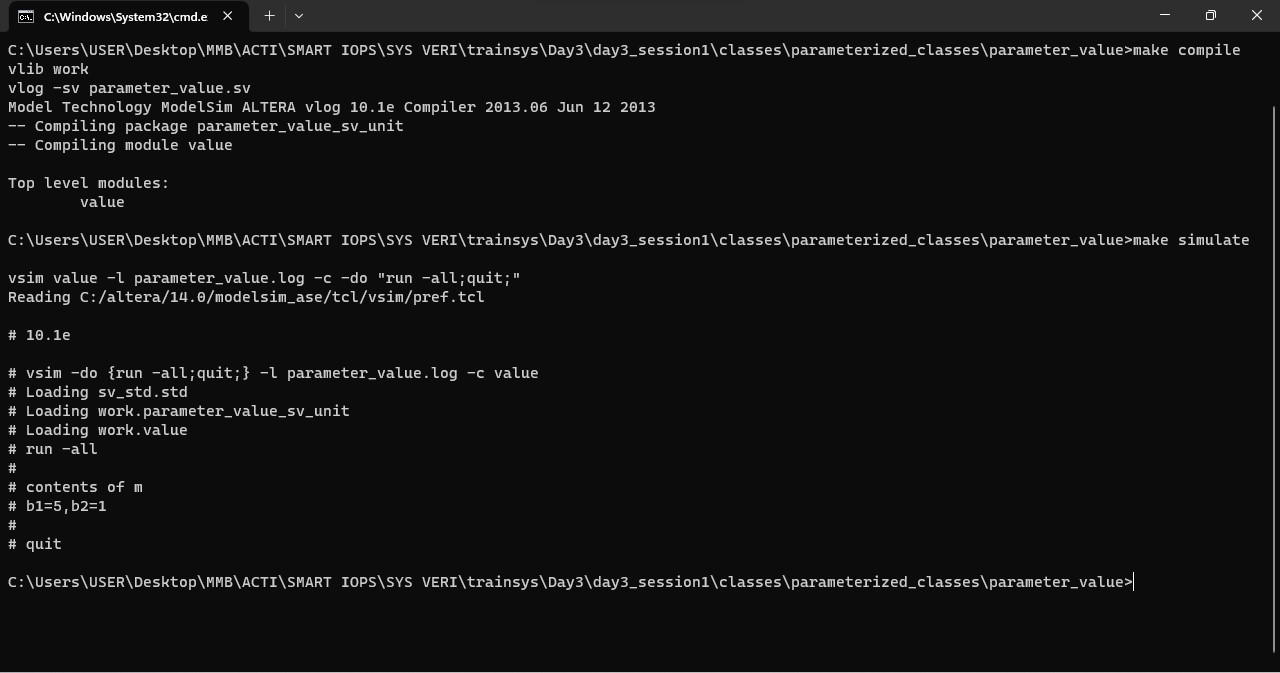 C:\Windows\System32\cmd.e
C:\Users\USER\Desktop\MMB\ACTI\SMART IOPS\SYS VERI\trainsys\Day3\day3_session1\classes\parameterized_classes\parameter_value>make compile
vlib work
vlog -sv parameter_value.sv
Model Technology ModelSim ALTERA vlog 10.1e Compiler 2013.06 Jun 12 2013
-- Compiling package parameter_value_sv_unit
-- Compiling module value
Top level modules:
value
C:\Users\USER\Desktop\MMB\ACTI\SMART IOPS\SYS VERI\trainsys\Day3\day3_session1\classes\parameterized_classes\parameter_value>make simulate
vsim value -l parameter_value.log -c -do "run -all;quit;"
Reading C:/altera/14.0/modelsim_ase/tcl/vsim/pref.tcl
# 10.1e
# vsim -do {run -all;quit;} -l parameter_value.log -c value
# Loading sv_std.std
# Loading work.parameter_value_sv_unit
# Loading work.value
# run -all
#
# contents of m
# b1=5,b2=1
#
# quit
C:\Users\USER\Desktop\MMB\ACTI\SMART IOPS\SYS VERI\trainsys\Day3\day3_session1\classes\parameterized_classes\parameter_value>